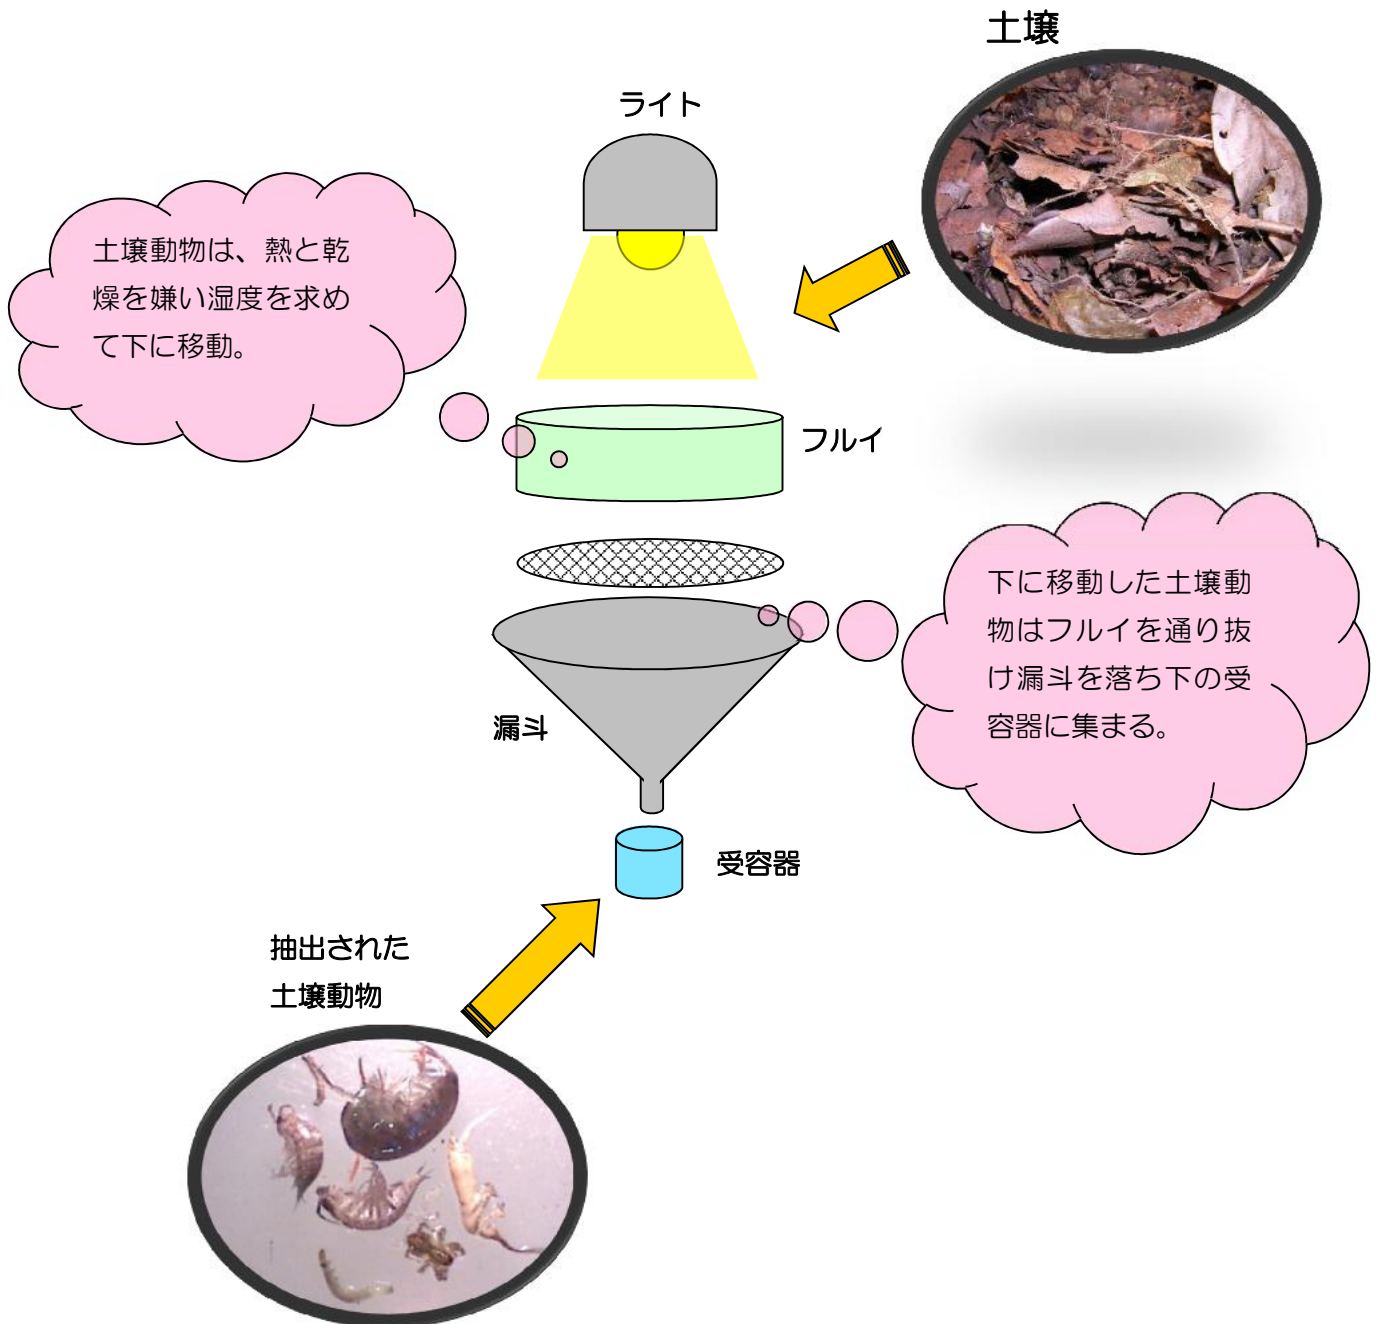 土壌
ライト
土壌動物は、熱と乾
燥を嫌い湿度を求め
て下に移動。
フルイ
下に移動した土壌動
物はフルイを通り抜
け漏斗を落ち下の受
容器に集まる。
漏斗
受容器
抽出された
土壌動物